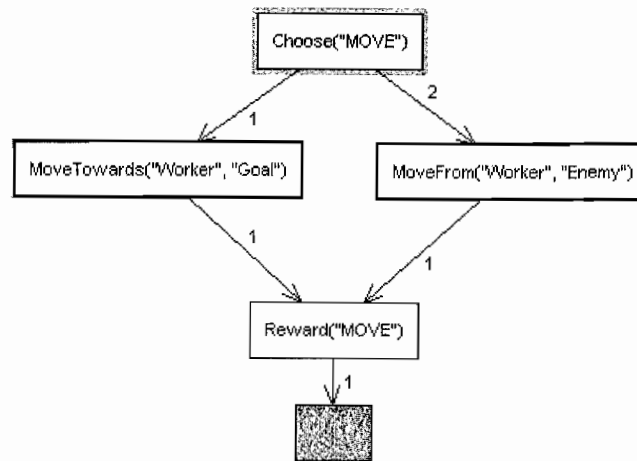 Choose("MOVE")
1
2
MoveTowards("Worker", "Goal")
MoveFrom("Worker", "Enemy")
1
1
Reward("MOVE")
1